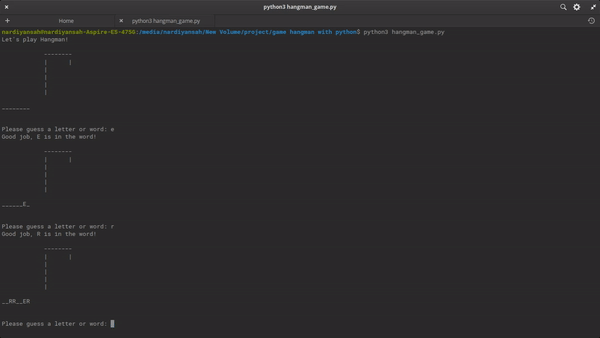 python3 hangman_game.py
Home
python3 hangman_game.py
nardiyansah@nardiyansah-Aspire-E5-475G:/media/nardiyansah/New Volume/project/game hangman with python$ python3 hangman_game.py
Let's play Hangman!
--------
|      |
|
|
|
|
________
Please guess a letter or word: e
Good job, E is in the word!
--------
|      |
|
|
|
|
______E_
Please guess a letter or word: r
Good job, R is in the word!
--------
|      |
|
|
|
|
__RR__ER
Please guess a letter or word: